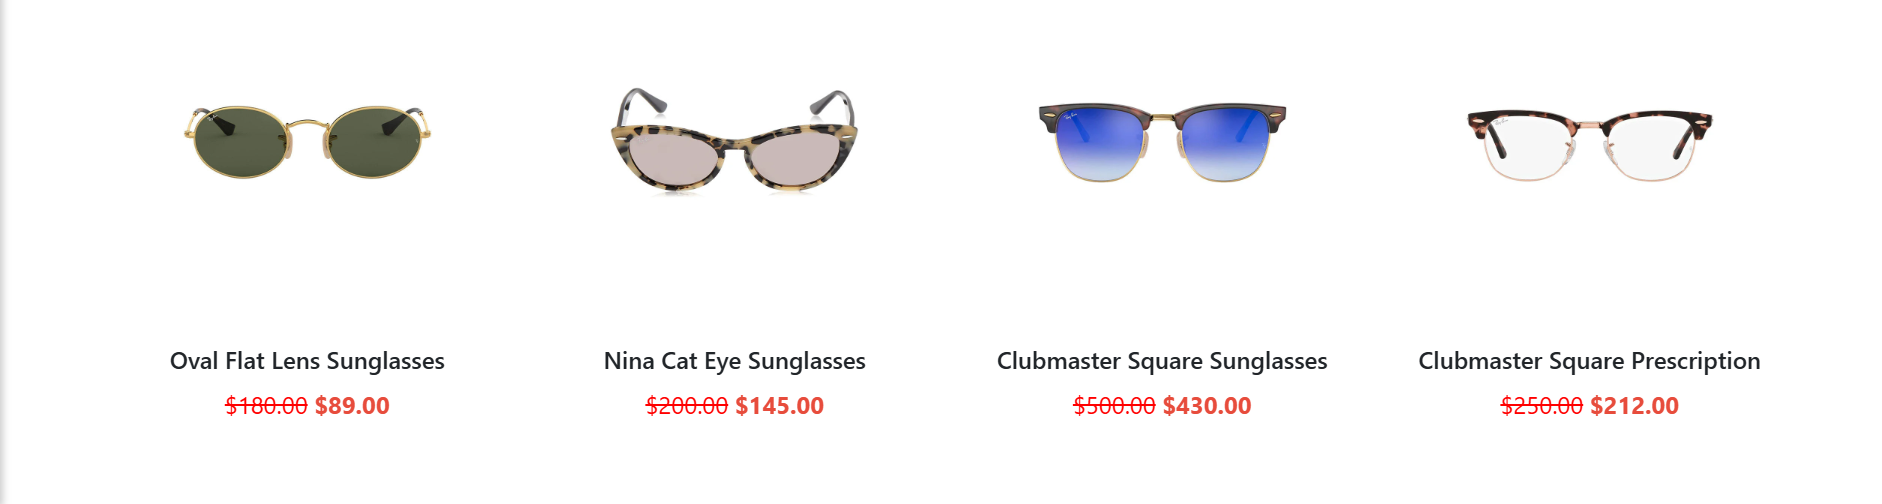 Oval Flat Lens Sunglasses
$180.00 $89.00
Nina Cat Eye Sunglasses
$200.00 $145.00
Clubmaster Square Sunglasses
$500.00 $430.00
Clubmaster Square Prescription
$250.00 $212.00